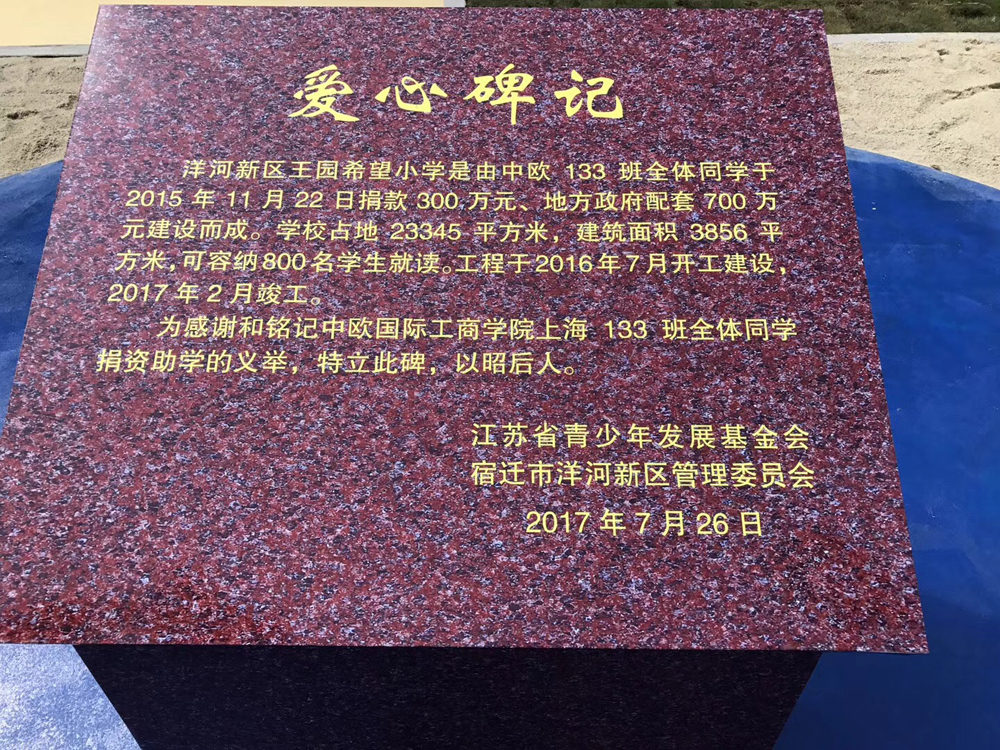 爱心碑记
洋河新区王园希望小学是由中欧 133 班全体同学于
2015 年 11 月 22 日捐款 300 万元、地方政府配套 700 万
元建设而成。学校占地 23345 平方米，建筑面积 3856 平
方米，可容纳800名学生就读。工程于2016年7月开工建设，
2017 年 2 月竣工。
为感谢和铭记中欧国际工商学院上海 133 班全体同学
捐资助学的义举，特立此碑，以昭后人。
江苏省青少年发展基金会
宿迁市洋河新区管理委员会
2017 年 7 月 26 日